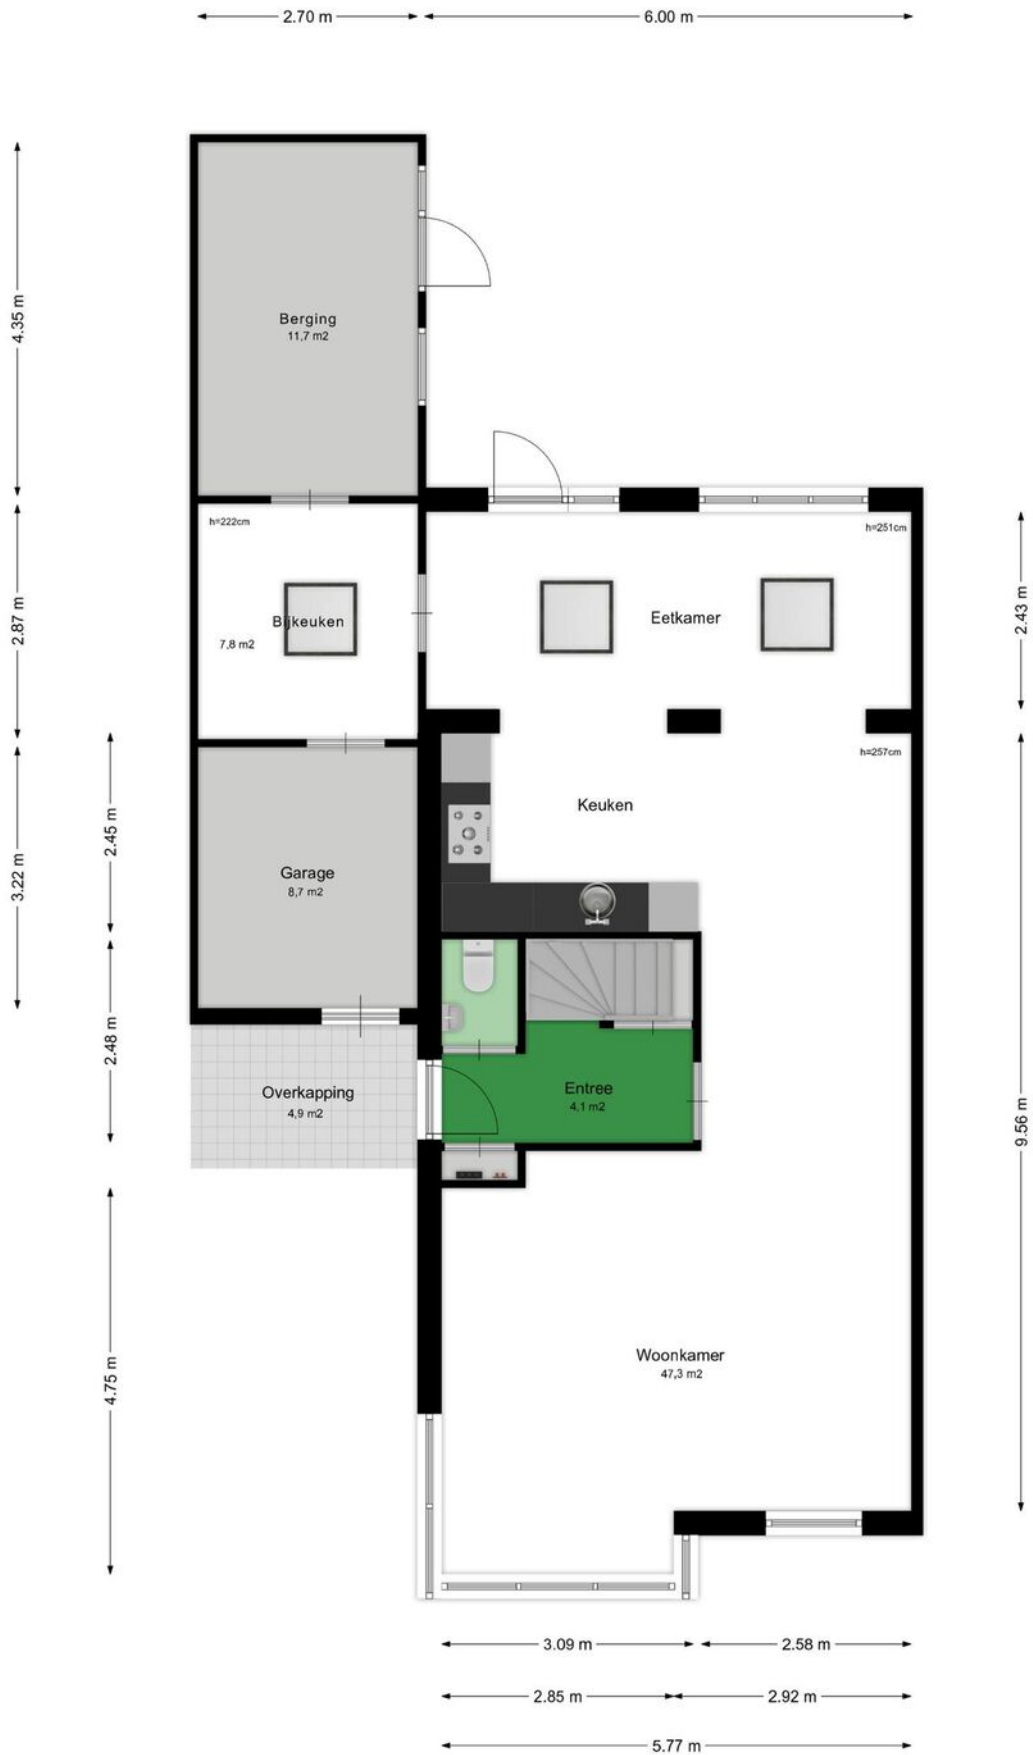 2.70 m
6.00 m
4.35 m
Berging
11,7 m2
h=222cm
h=251cm
2.87 m
Bijkeuken
7,8 m2
Eetkamer
2.43 m
h=257cm
2.45 m
Keuken
3.22 m
Garage
8,7 m2
2.48 m
Overkapping
4,9 m2
Entree
4,1 m2
9.56 m
4.75 m
Woonkamer
47,3 m2
3.09 m
2.58 m
2.85 m
2.92 m
5.77 m